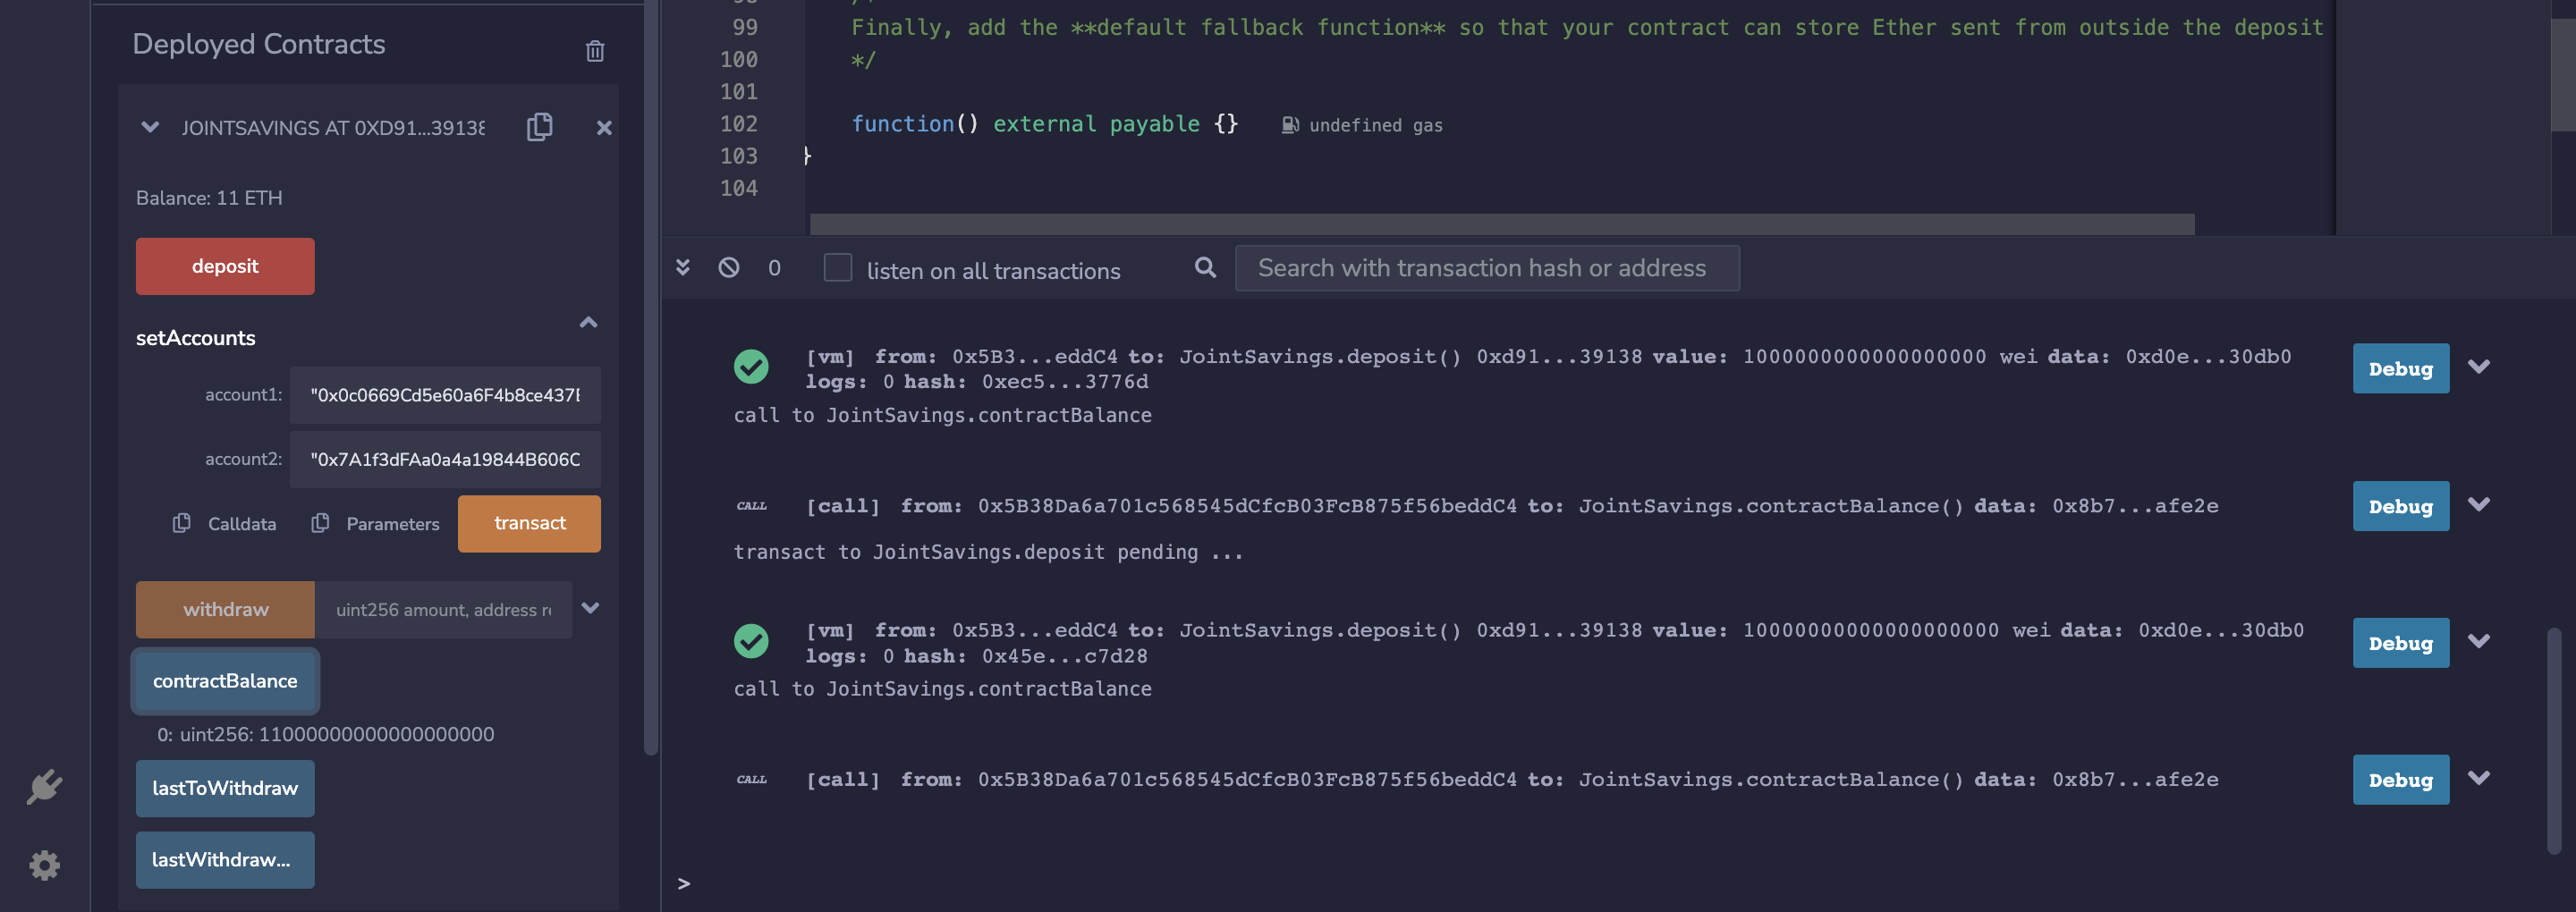 Deployed Contracts
JOINTSAVINGS AT 0XD91...39138
Balance: 11 ETH
deposit
setAccounts
account1: "0x0c0669Cd5e60a6F4b8ce437E
account2: "0x7A1f3dFAa0a4a19844B606C
Calldata Parameters transact
withdraw uint256 amount, address re
contractBalance
0: uint256: 11000000000000000000
lastToWithdraw
lastWithdraw...
99 Finally, add the **default fallback function** so that your contract can store Ether sent from outside the deposit
100 */
101
102 function() external payable {} undefined gas
103 }
104
0 listen on all transactions Search with transaction hash or address
[vm] from: 0x5B3...eddC4 to: JointSavings.deposit() 0xd91...39138 value: 1000000000000000000 wei data: 0xd0e...30db0 Debug
logs: 0 hash: 0xec5...3776d
call to JointSavings.contractBalance
CALL [call] from: 0x5B38Da6a701c568545dCfcB03FcB875f56beddC4 to: JointSavings.contractBalance() data: 0x8b7...afe2e Debug
transact to JointSavings.deposit pending ...
[vm] from: 0x5B3...eddC4 to: JointSavings.deposit() 0xd91...39138 value: 10000000000000000000 wei data: 0xd0e...30db0 Debug
logs: 0 hash: 0x45e...c7d28
call to JointSavings.contractBalance
CALL [call] from: 0x5B38Da6a701c568545dCfcB03FcB875f56beddC4 to: JointSavings.contractBalance() data: 0x8b7...afe2e Debug
>